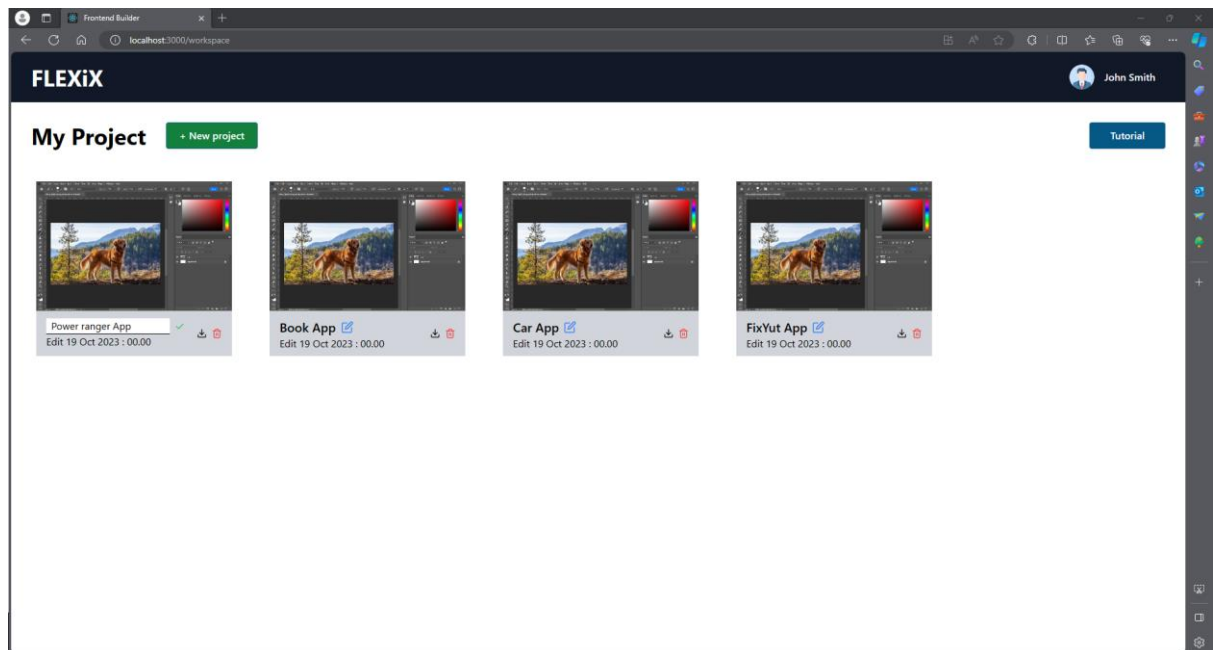 Frontend Builder
localhost:3000/workspace
FLEXiX
John Smith
My Project
+ New project
Tutorial
Power ranger App
Edit 19 Oct 2023 : 00.00
Book App
Edit 19 Oct 2023 : 00.00
Car App
Edit 19 Oct 2023 : 00.00
FixYut App
Edit 19 Oct 2023 : 00.00